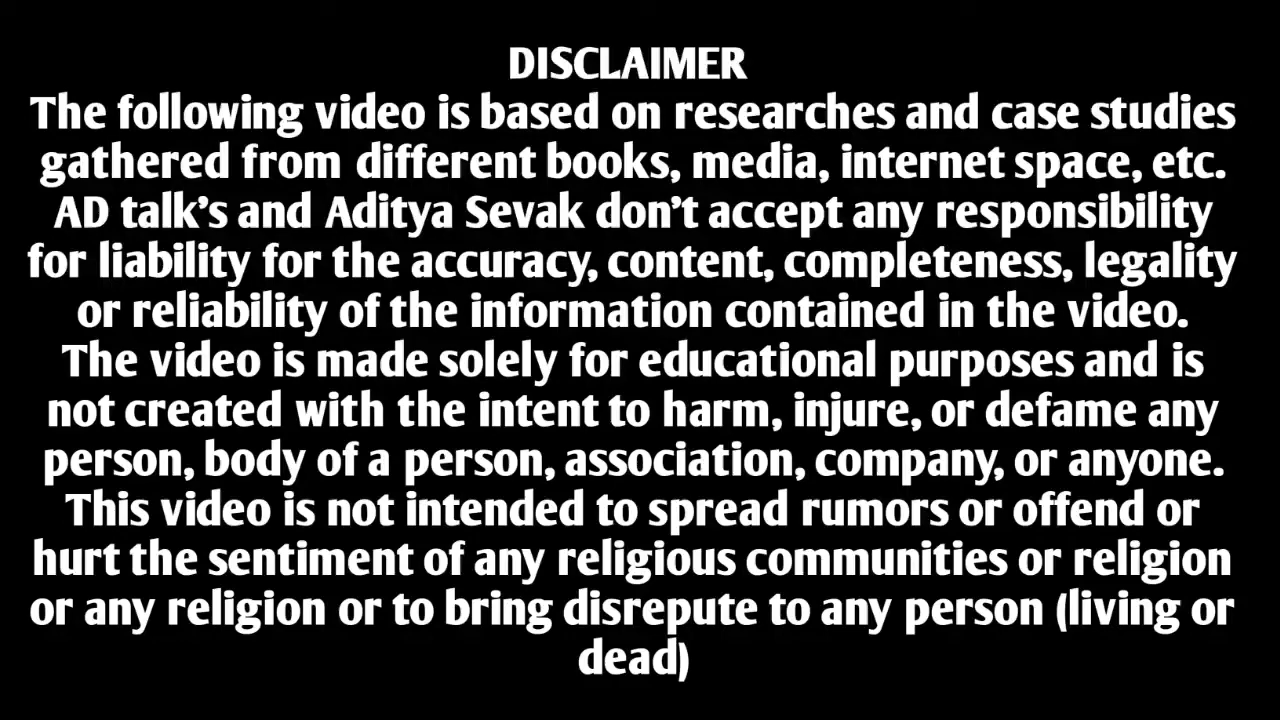 DISCLAIMER
The following video is based on researches and case studies
gathered from different books, media, internet space, etc.
AD talk's and Aditya Sevak don't accept any responsibility
for liability for the accuracy, content, completeness, legality
or reliability of the information contained in the video.
The video is made solely for educational purposes and is
not created with the intent to harm, injure, or defame any
person, body of a person, association, company, or anyone.
This video is not intended to spread rumors or offend or
hurt the sentiment of any religious communities or religion
or any religion or to bring disrepute to any person (living or
dead)